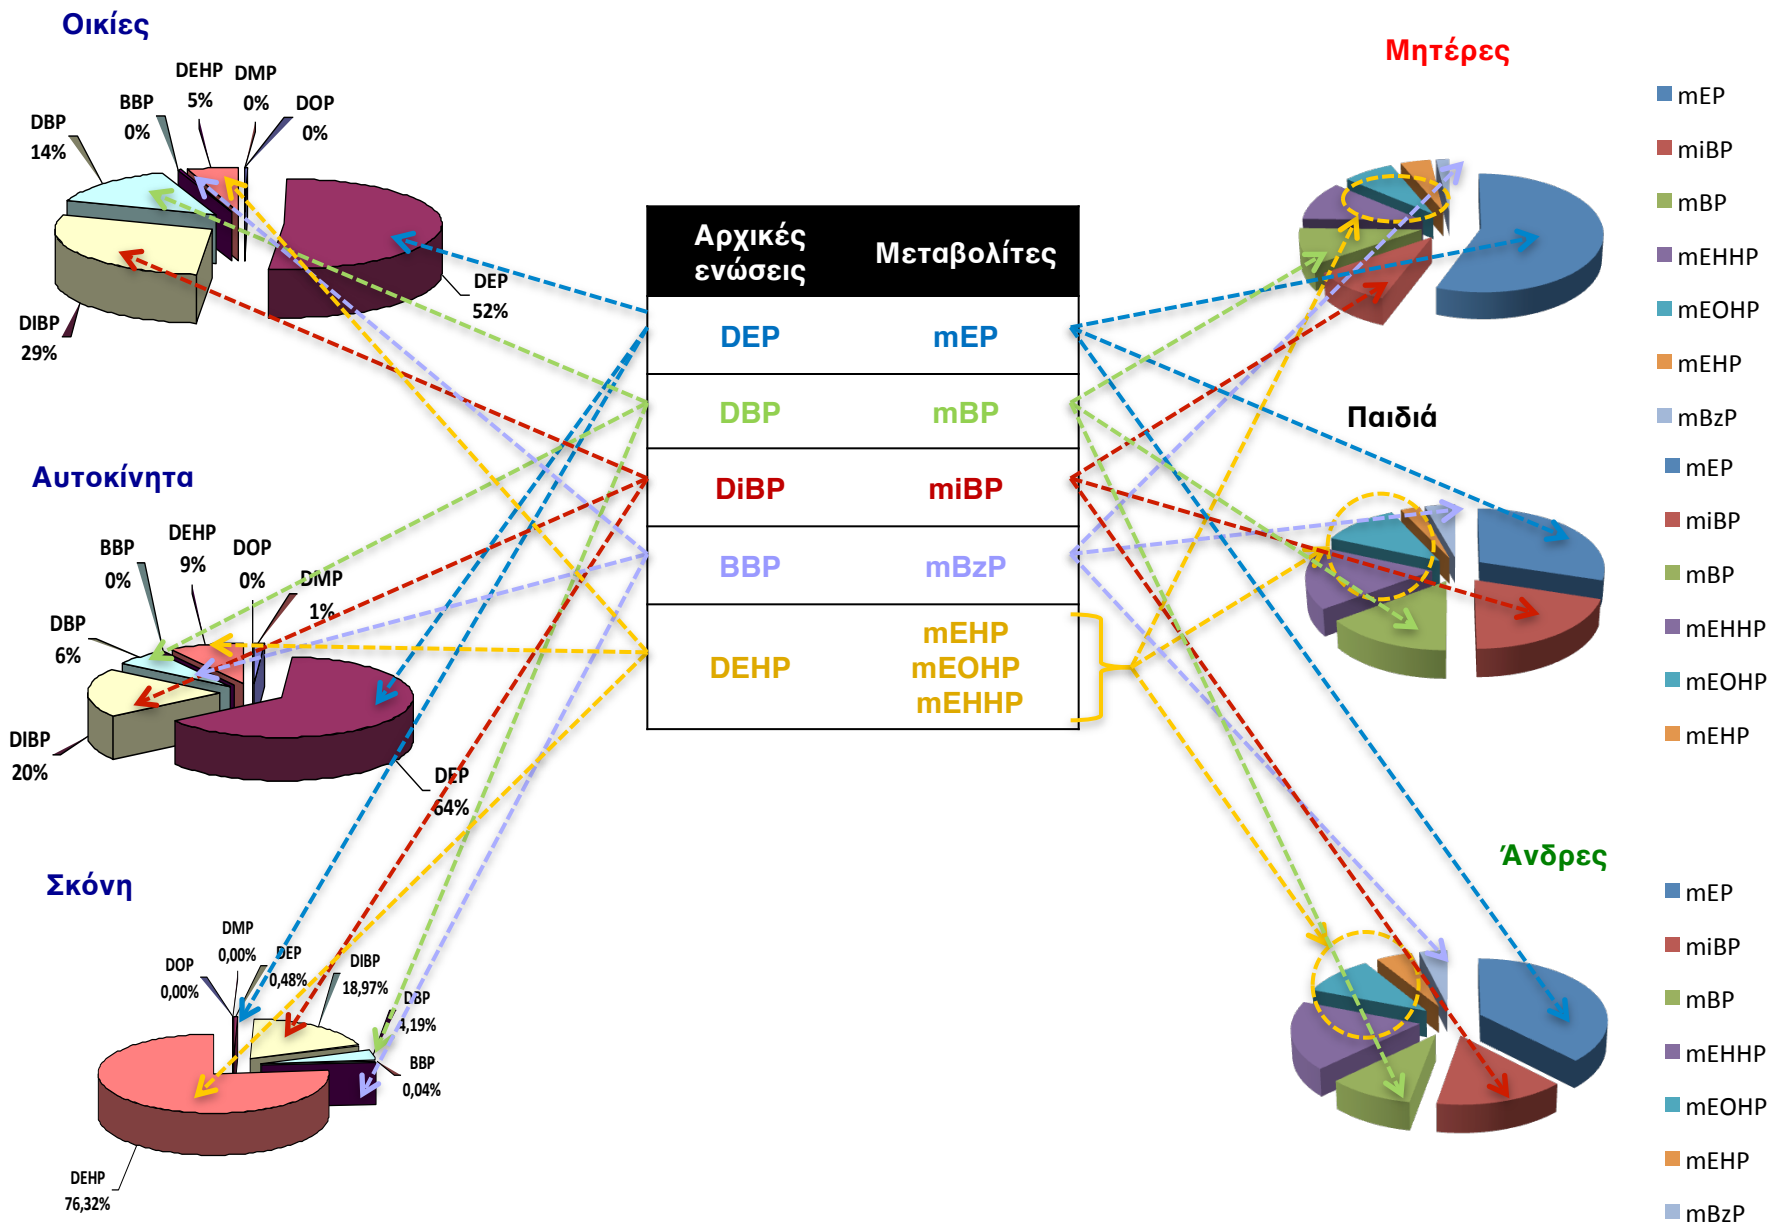 Οικίες
DEHP
5%
DMP
0%
BBP
0%
DOP
0%
DBP
14%
DEP
52%
DIBP
29%
Αυτοκίνητα
DEHP
9%
DOP
0%
BBP
0%
DMP
1%
DBP
6%
DIBP
20%
DEP
64%
Σκόνη
DMP
0,00%
DEP
0,48%
DOP
0,00%
DIBP
18,97%
DBP
4,19%
BBP
0,04%
DEHP
76,32%
Αρχικές
ενώσεις
Μεταβολίτες
DEP mEP
DBP mBP
DiBP miBP
BBP mBzP
DEHP
mEHP
mEOHP
mEHHP
Μητέρες
mEP
miBP
mBP
mEHHP
mEOHP
mEHP
mBzP
Παιδιά
mEP
miBP
mBP
mEHHP
mEOHP
mEHP
Άνδρες
mEP
miBP
mBP
mEHHP
mEOHP
mEHP
mBzP